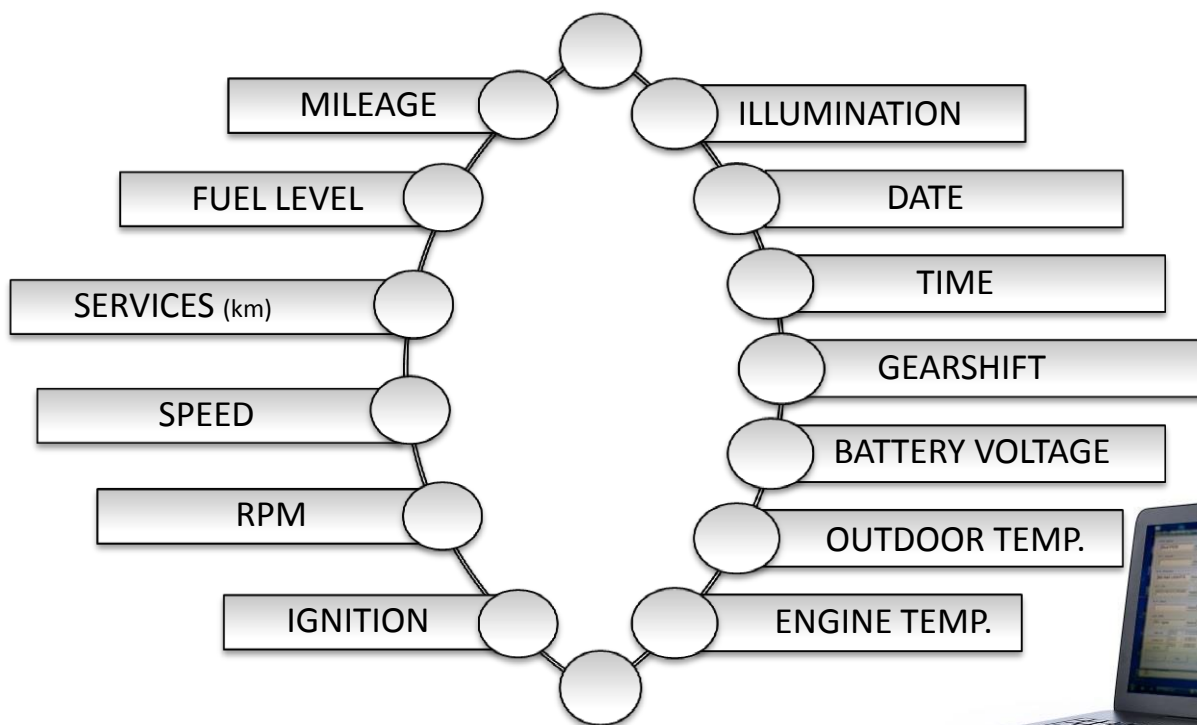 MILEAGE
FUEL LEVEL
SERVICES (km)
SPEED
RPM
IGNITION
ILLUMINATION
DATE
TIME
GEARSHIFT
BATTERY VOLTAGE
OUTDOOR TEMP.
ENGINE TEMP.